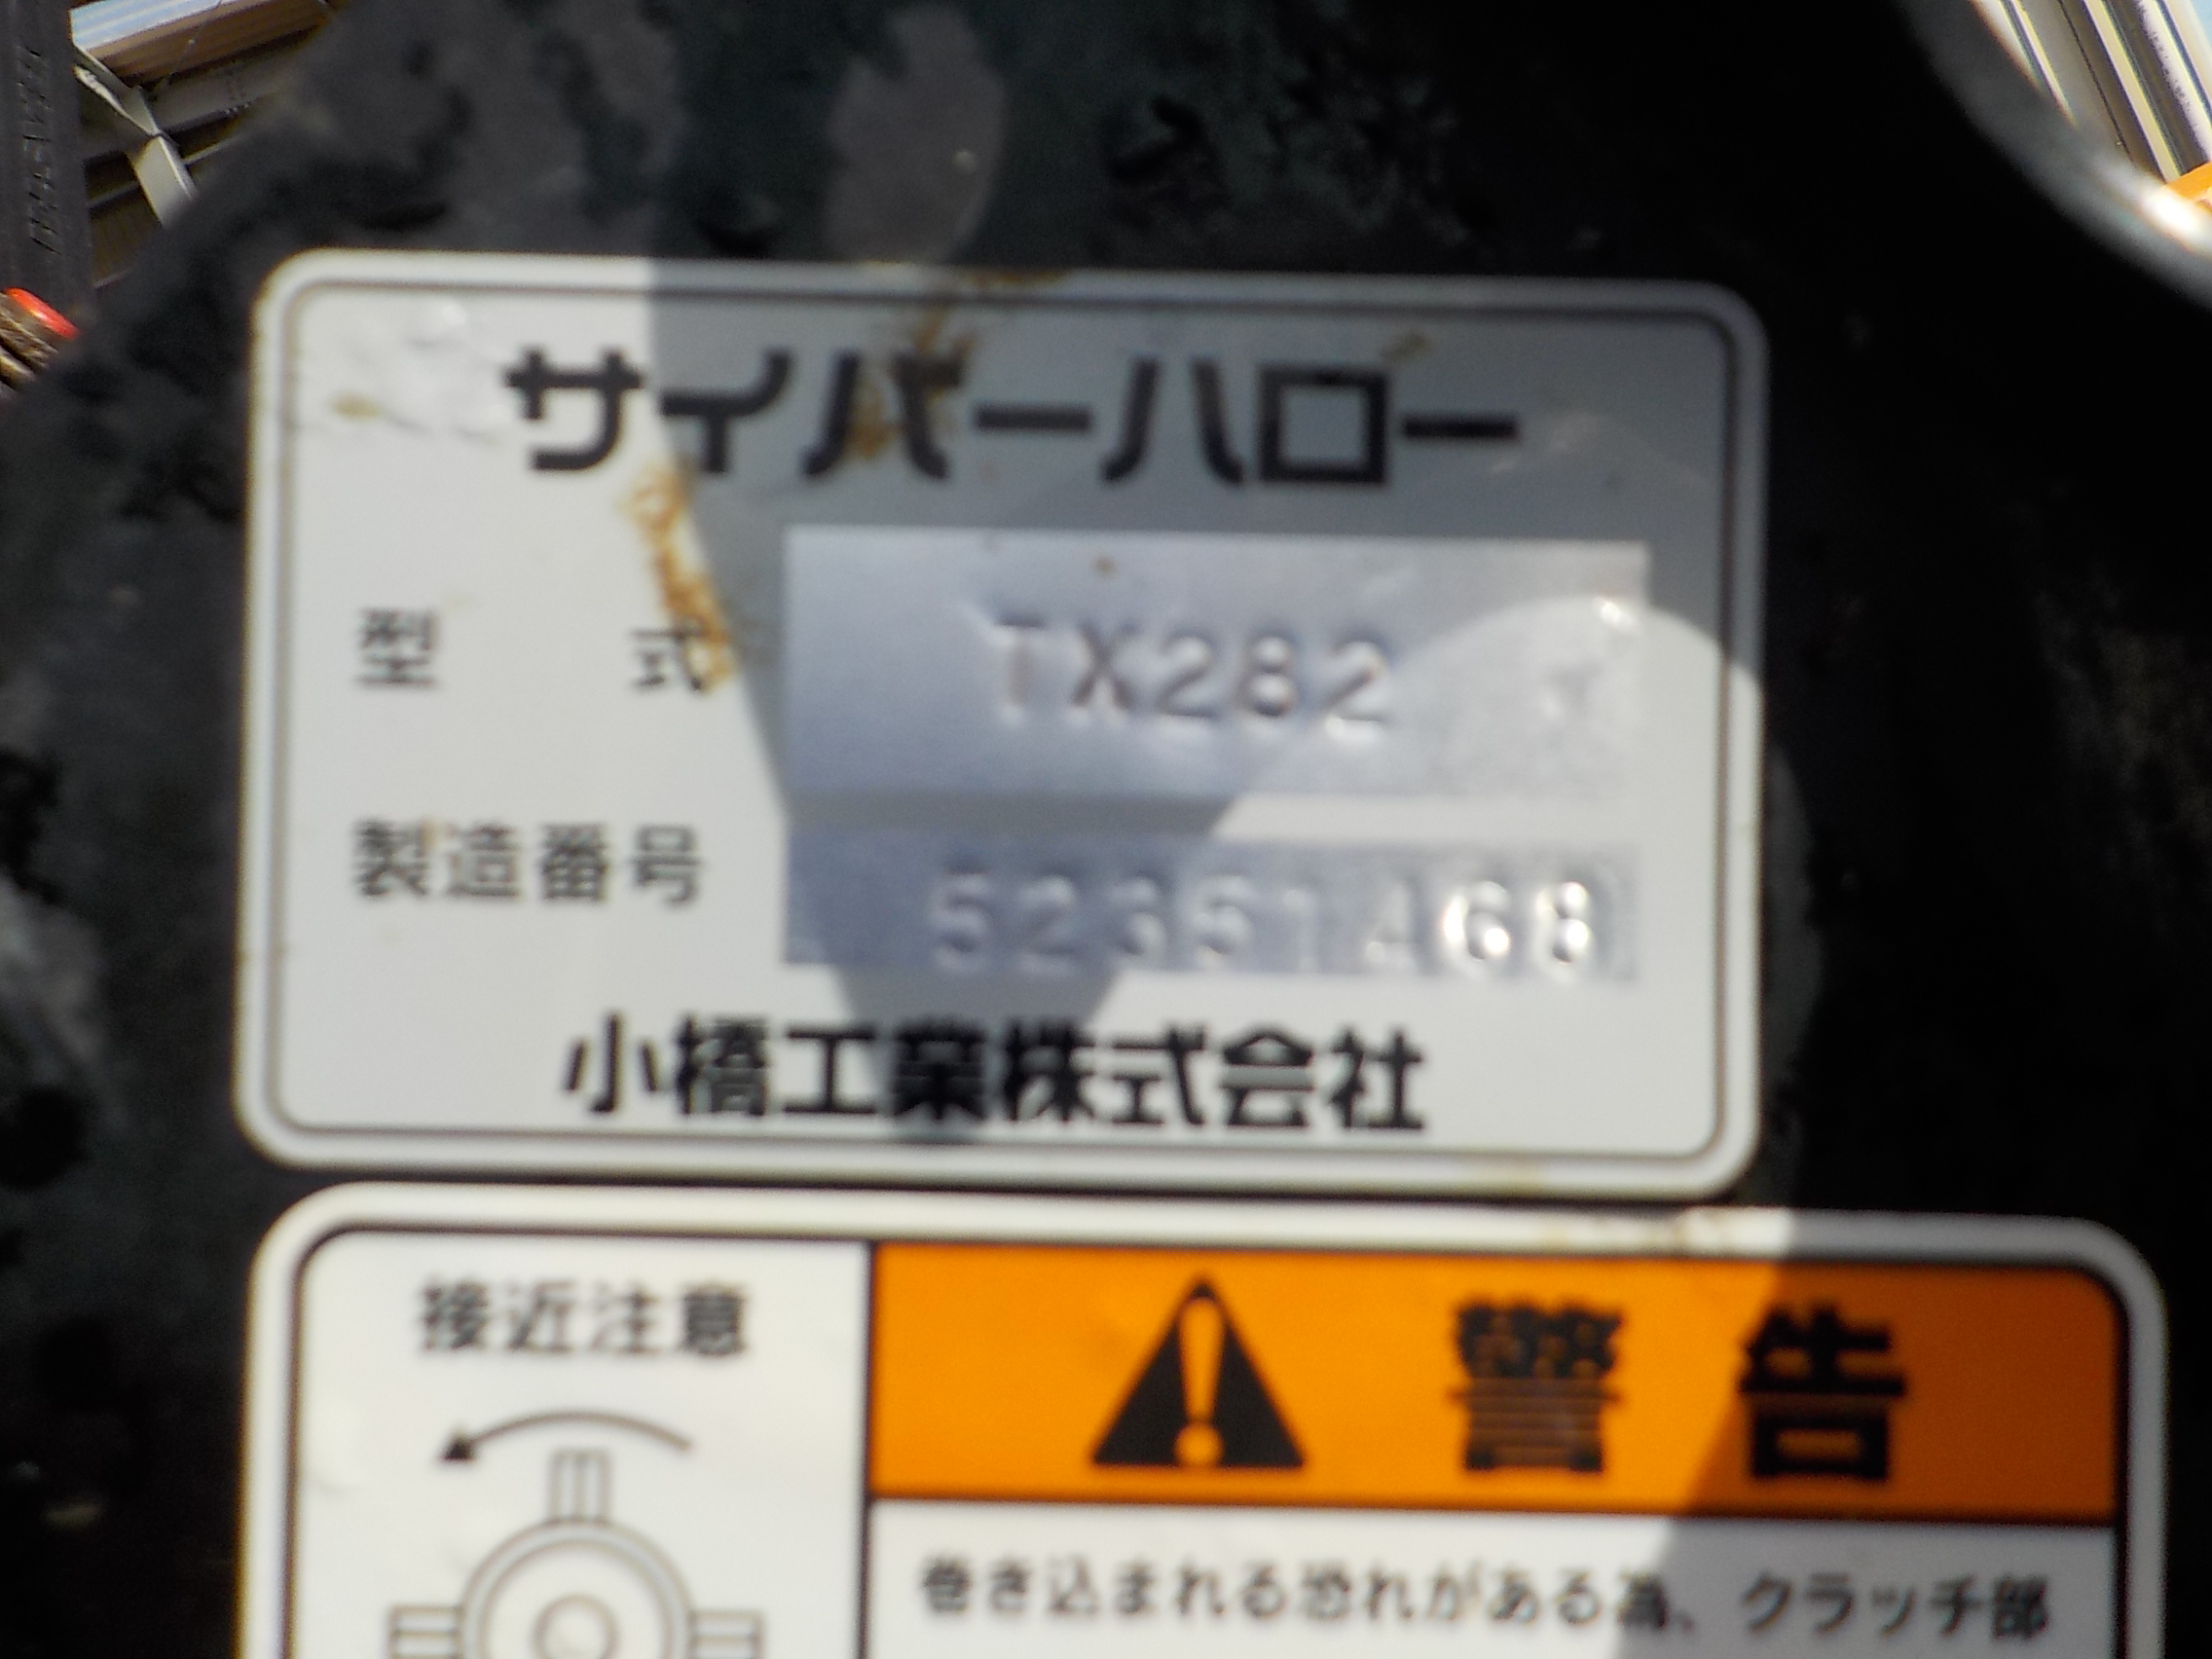 サイバーハロー
型式 TX282
製造番号 52351468
小橋工業株式会社
接近注意
警告
巻き込まれる恐れがある為、クラッチ部